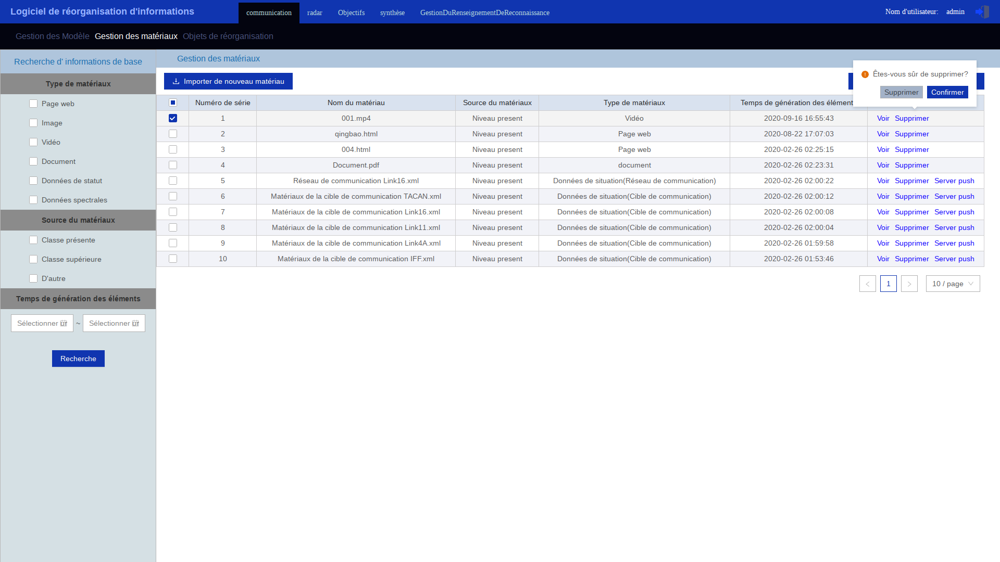 Logiciel de réorganisation d'informations
communication radar Objectifs synthèse GestionDuRenseignementDeReconnaissance
Nom d'utilisateur: admin
Gestion des Modèle Gestion des matériaux Objets de réorganisation
Recherche d' informations de base
Type de matériaux
Page web
Image
Vidéo
Document
Données de statut
Données spectrales
Source du matériaux
Classe présente
Classe supérieure
D'autre
Temps de génération des éléments
Sélectionner ~ Sélectionner
Recherche
Gestion des matériaux
Importer de nouveau matériau
Êtes-vous sûr de supprimer?
Supprimer Confirmer
Numéro de série Nom du matériau Source du matériaux Type de matériaux Temps de génération des élément
1 001.mp4 Niveau present Vidéo 2020-09-16 16:55:43 Voir Supprimer
2 qingbao.html Niveau present Page web 2020-08-22 17:07:03 Voir Supprimer
3 004.html Niveau present Page web 2020-02-26 02:25:15 Voir Supprimer
4 Document.pdf Niveau present document 2020-02-26 02:23:31 Voir Supprimer
5 Réseau de communication Link16.xml Niveau present Données de situation(Réseau de communication) 2020-02-26 02:00:22 Voir Supprimer Server push
6 Matériaux de la cible de communication TACAN.xml Niveau present Données de situation(Cible de communication) 2020-02-26 02:00:12 Voir Supprimer Server push
7 Matériaux de la cible de communication Link16.xml Niveau present Données de situation(Cible de communication) 2020-02-26 02:00:08 Voir Supprimer Server push
8 Matériaux de la cible de communication Link11.xml Niveau present Données de situation(Cible de communication) 2020-02-26 02:00:04 Voir Supprimer Server push
9 Matériaux de la cible de communication Link4A.xml Niveau present Données de situation(Cible de communication) 2020-02-26 01:59:58 Voir Supprimer Server push
10 Matériaux de la cible de communication IFF.xml Niveau present Données de situation(Cible de communication) 2020-02-26 01:53:46 Voir Supprimer Server push
1 10 / page